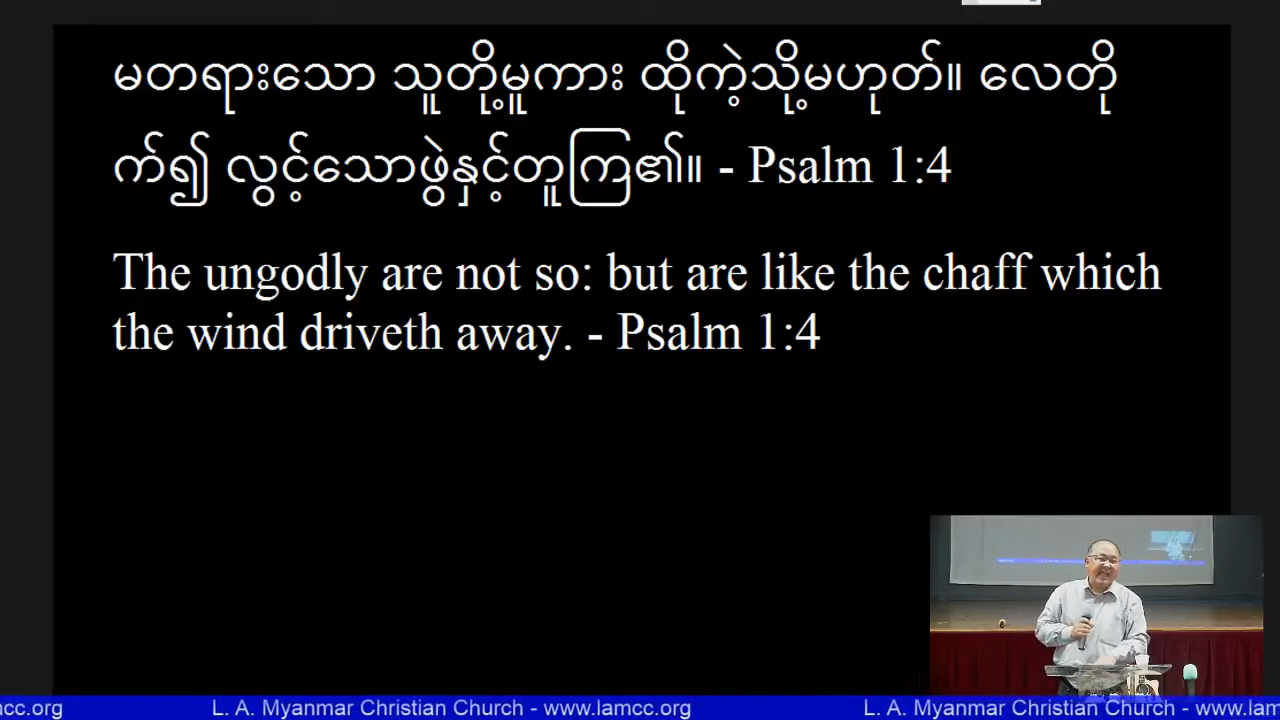 မတရားသော သူတို့မူကား ထိုကဲ့သို့မဟုတ်။ လေတို
က်၍ လွင့်သောဖွဲနှင့်တူကြ၏။ - Psalm 1:4
The ungodly are not so: but are like the chaff which
the wind driveth away. - Psalm 1:4
mcc.org L. A. Myanmar Christian Church - www.lamcc.org L. A. Myanmar Christian Church - www.lam